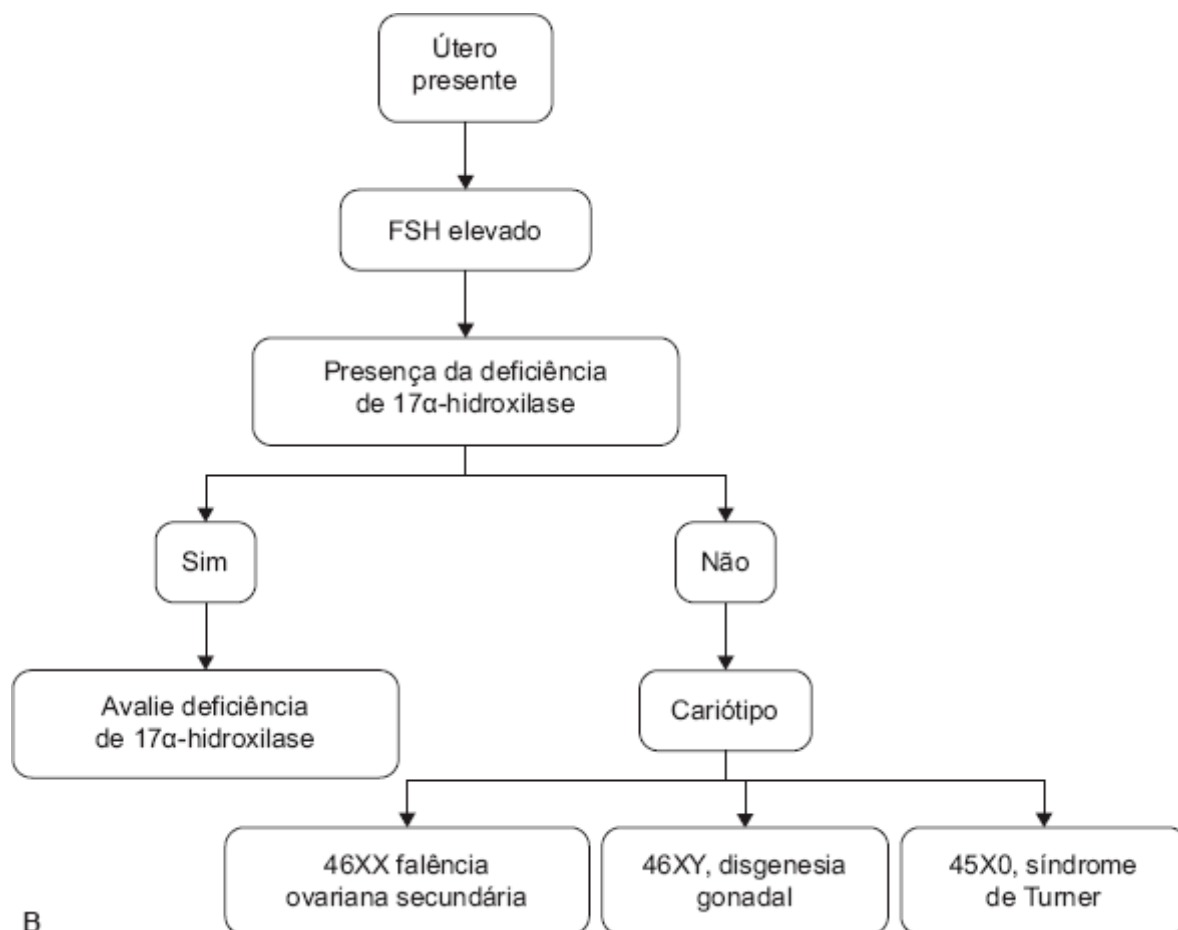 Útero
presente
FSH elevado
Presença da deficiência
de 17α-hidroxilase
Sim
Não
Avalie deficiência
de 17α-hidroxilase
Cariótipo
46XX falência
ovariana secundária
46XY, disgenesia
gonadal
45X0, síndrome
de Turner
B